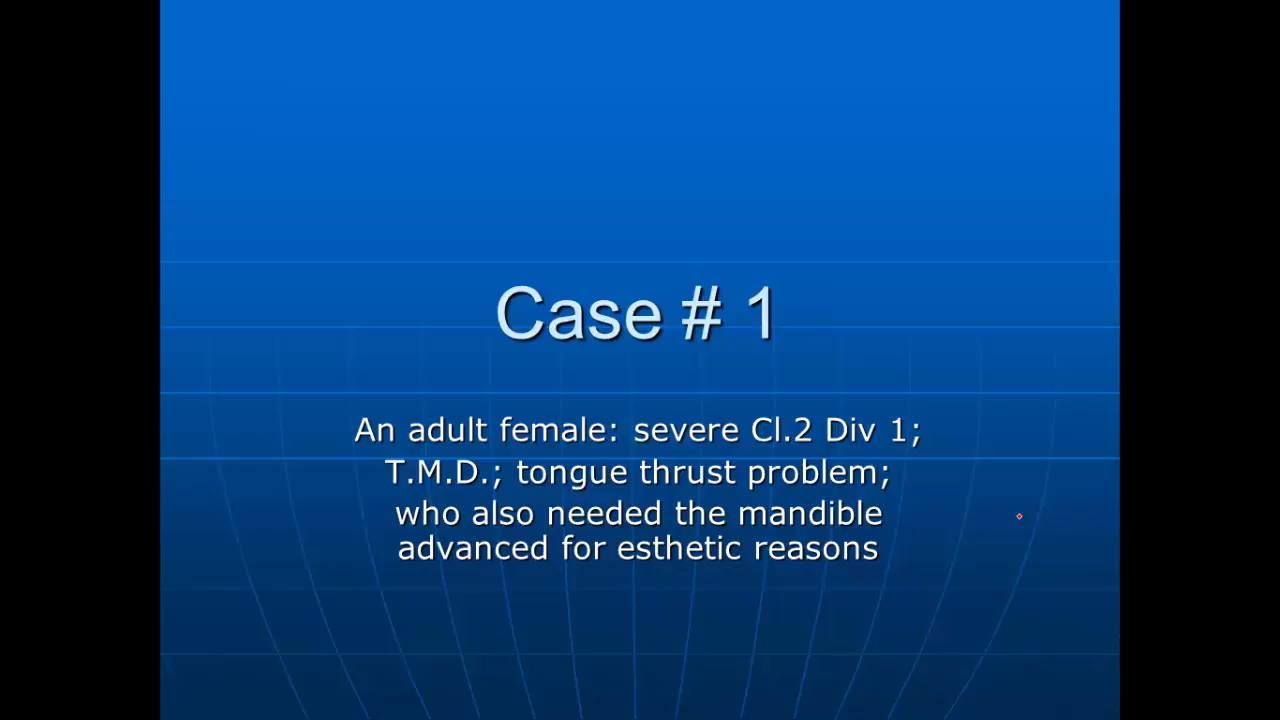 Case # 1
An adult female: severe Cl.2 Div 1;
T.M.D.; tongue thrust problem;
who also needed the mandible
advanced for esthetic reasons